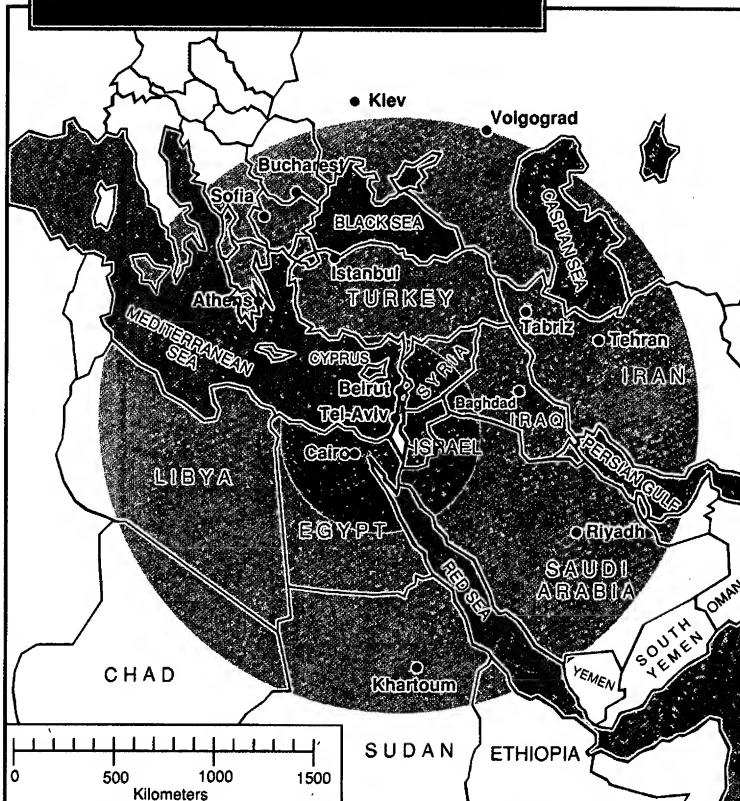 Kiev
Volgograd
Bucharest
Sofia
BLACK SEA
CASPIAN SEA
Istanbul
TURKEY
Athens
Tabriz
Tehran
MEDITERRANEAN
SEA
CYPRUS
SYRIA
IRAN
Beirut
Baghdad
Tel-Aviv
IRAQ
ISRAEL
Cairo
PERSIAN GULF
LIBYA
EGYPT
Riyadh
RED SEA
SAUDI
ARABIA
OMAN
SOUTH
YEMEN
CHAD
Khartoum
YEMEN
SUDAN
ETHIOPIA
0 500 1000 1500
Kilometers